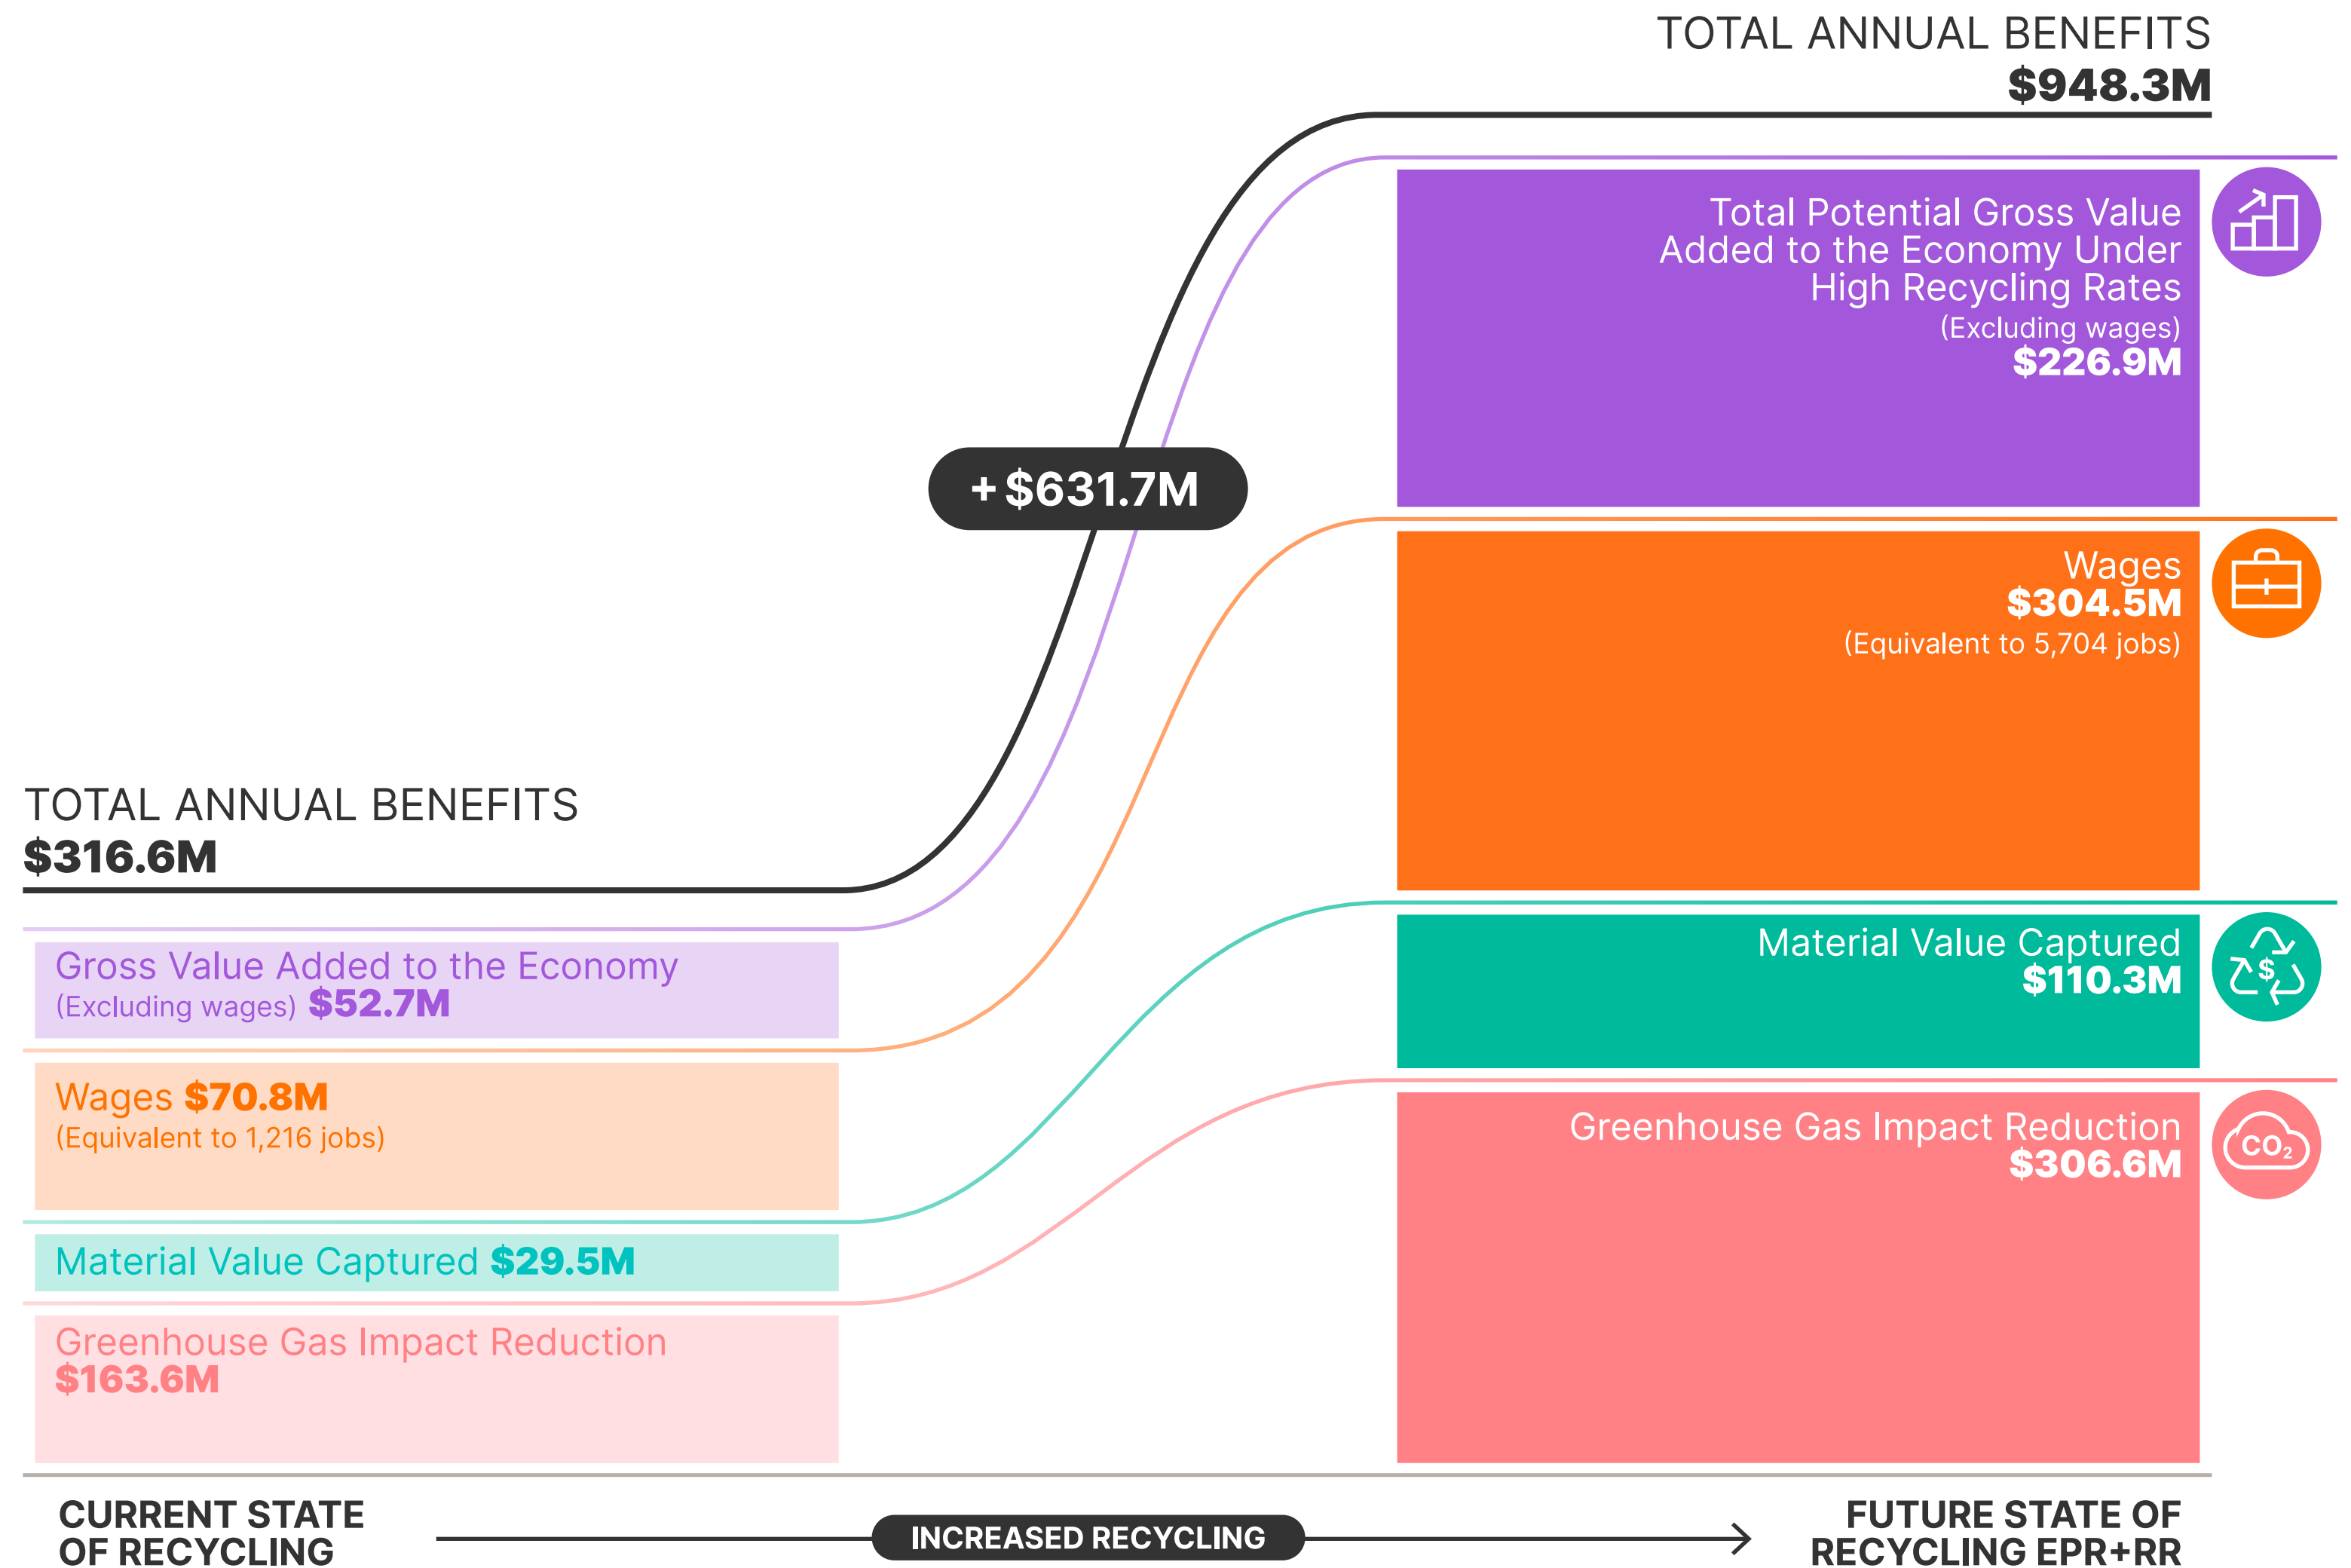 TOTAL ANNUAL BENEFITS
$948.3M
Total Potential Gross Value
Added to the Economy Under
High Recycling Rates
(Excluding wages)
$226.9M
+$631.7M
Wages
$304.5M
(Equivalent to 5,704 jobs)
TOTAL ANNUAL BENEFITS
$316.6M
Gross Value Added to the Economy
(Excluding wages) $52.7M
Material Value Captured
$110.3M
$
Wages $70.8M
(Equivalent to 1,216 jobs)
Greenhouse Gas Impact Reduction
$306.6M
CO₂
Material Value Captured $29.5M
Greenhouse Gas Impact Reduction
$163.6M
CURRENT STATE
OF RECYCLING
INCREASED RECYCLING
FUTURE STATE OF
RECYCLING EPR+RR